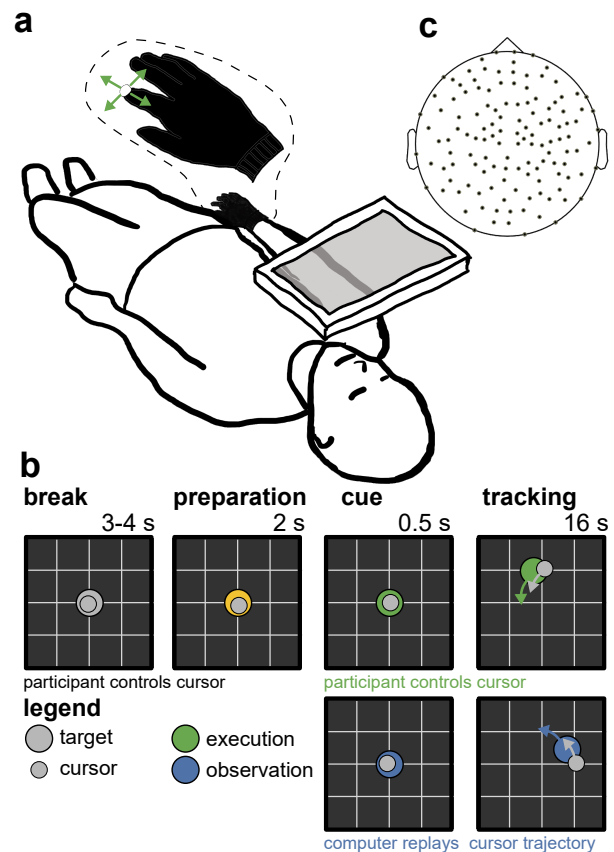 a
c
b
break
preparation
cue
tracking
3-4 s
2 s
0.5 s
16 s
participant controls cursor
participant controls cursor
legend
target
execution
cursor
observation
computer replays cursor trajectory